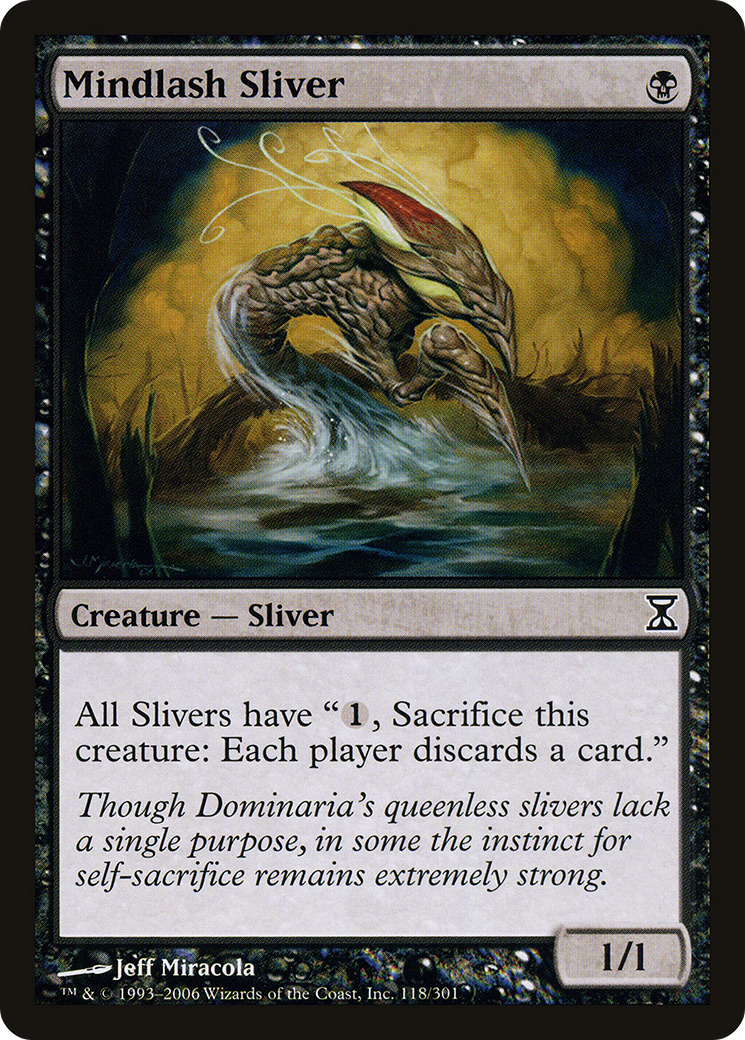 Mindlash Sliver
Creature — Sliver
All Slivers have “1, Sacrifice this
creature: Each player discards a card.”
Though Dominaria’s queenless slivers lack
a single purpose, in some the instinct for
self-sacrifice remains extremely strong.
1/1
Jeff Miracola
™ & © 1993–2006 Wizards of the Coast, Inc. 118/301